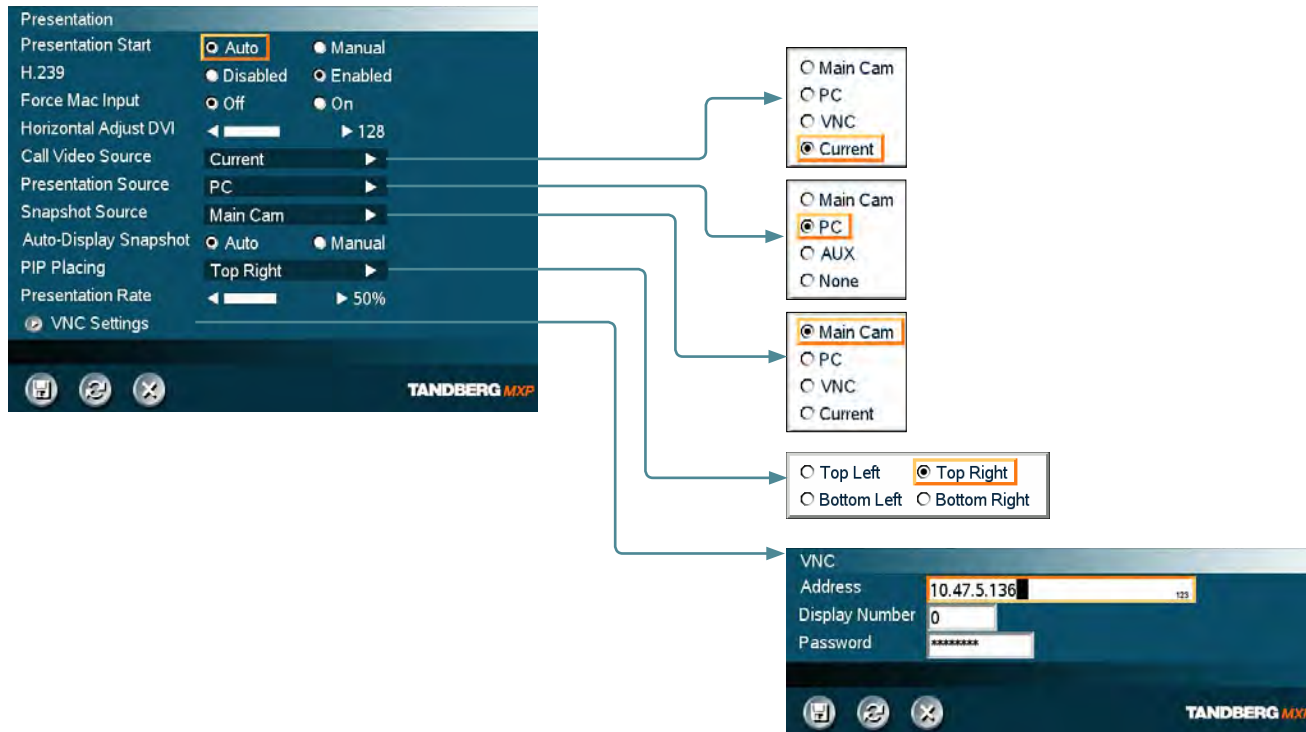 Presentation
Presentation Start Auto Manual
H.239 Disabled Enabled
Force Mac Input Off On
Horizontal Adjust DVI 128
Call Video Source Current
Presentation Source PC
Snapshot Source Main Cam
Auto-Display Snapshot Auto Manual
PIP Placing Top Right
Presentation Rate 50%
VNC Settings
TANDBERG MXP
Main Cam
PC
VNC
Current
Main Cam
PC
AUX
None
Main Cam
PC
VNC
Current
Top Left Top Right
Bottom Left Bottom Right
VNC
Address 10.47.5.136 123
Display Number 0
Password ********
TANDBERG MXP